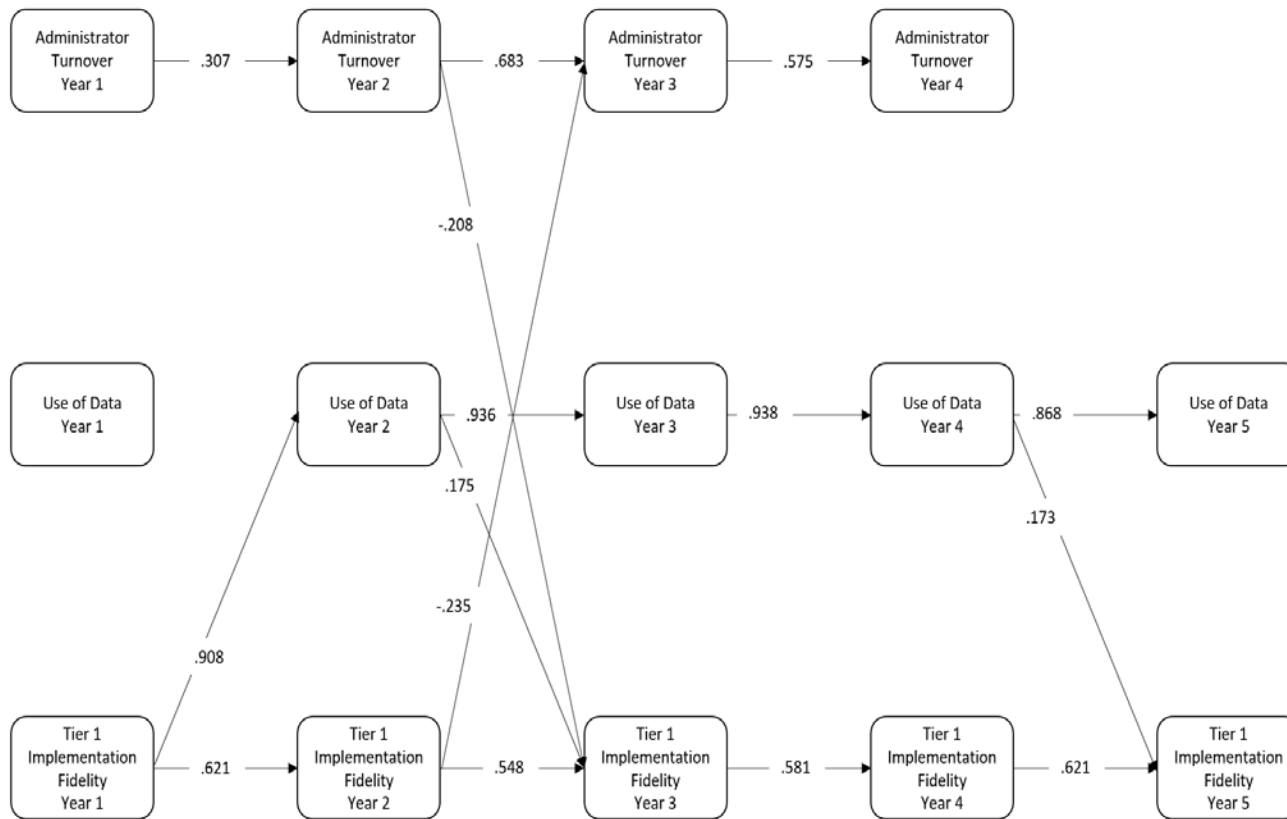 Administrator
Turnover
Year 1
.307
Administrator
Turnover
Year 2
.683
Administrator
Turnover
Year 3
.575
Administrator
Turnover
Year 4
-.208
Use of Data
Year 1
Use of Data
Year 2
.936
Use of Data
Year 3
.938
Use of Data
Year 4
.868
Use of Data
Year 5
.175
.173
-.235
.908
Tier 1
Implementation
Fidelity
Year 1
.621
Tier 1
Implementation
Fidelity
Year 2
.548
Tier 1
Implementation
Fidelity
Year 3
.581
Tier 1
Implementation
Fidelity
Year 4
.621
Tier 1
Implementation
Fidelity
Year 5